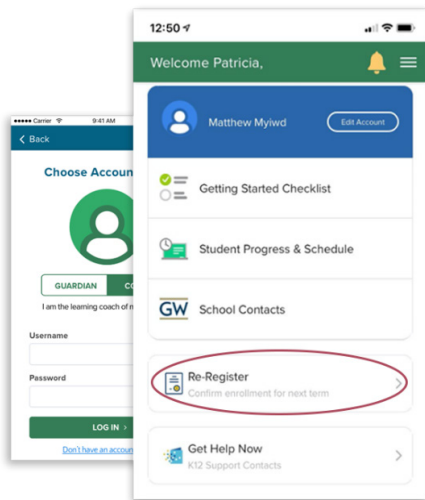 12:50
Welcome Patricia,
Matthew Myiwd
Edit Account
Getting Started Checklist
Student Progress & Schedule
GW School Contacts
Re-Register
Confirm enrollment for next term
Get Help Now
K12 Support Contacts
Carrier 9:41 AM
Back
Choose Accoun
GUARDIAN CO
I am the learning coach of m
Username
Password
LOG IN >
Don't have an accoun